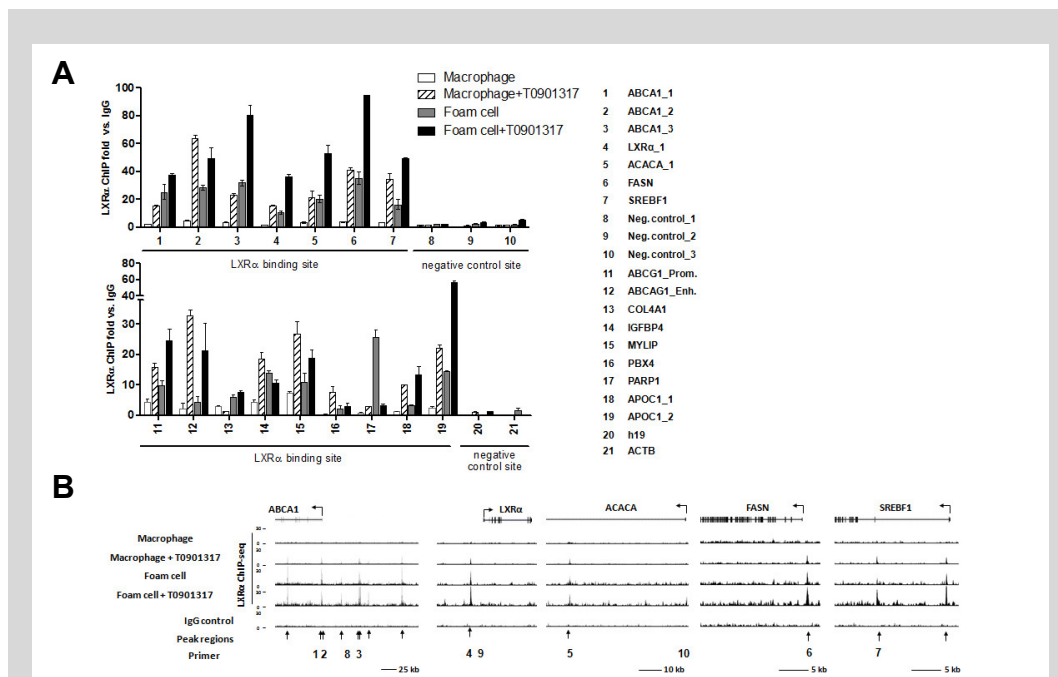 A
Macrophage
Macrophage+T0901317
Foam cell
Foam cell+T0901317
LXRα ChIP fold vs. IgG
100
80
60
40
20
0
1 2 3 4 5 6 7 8 9 10
LXRα binding site
negative control site
LXRα ChIP fold vs. IgG
80
60
40
30
20
10
0
11 12 13 14 15 16 17 18 19 20 21
LXRα binding site
negative
control site
1 ABCA1_1
2 ABCA1_2
3 ABCA1_3
4 LXRα_1
5 ACACA_1
6 FASN
7 SREBF1
8 Neg.control_1
9 Neg.control_2
10 Neg.control_3
11 ABCG1_Prom.
12 ABCAG1_Enh.
13 COL4A1
14 IGFBP4
15 MYLIP
16 PBX4
17 PARP1
18 APOC1_1
19 APOC1_2
20 h19
21 ACTB
B
ABCA1 LXRα ACACA FASN SREBF1
LXRα ChIP-seq
Macrophage
Macrophage + T0901317
Foam cell
Foam cell + T0901317
IgG control
Peak regions
Primer
1 2 8 3 4 9 5 10 6 7
25 kb 10 kb 5 kb 5 kb